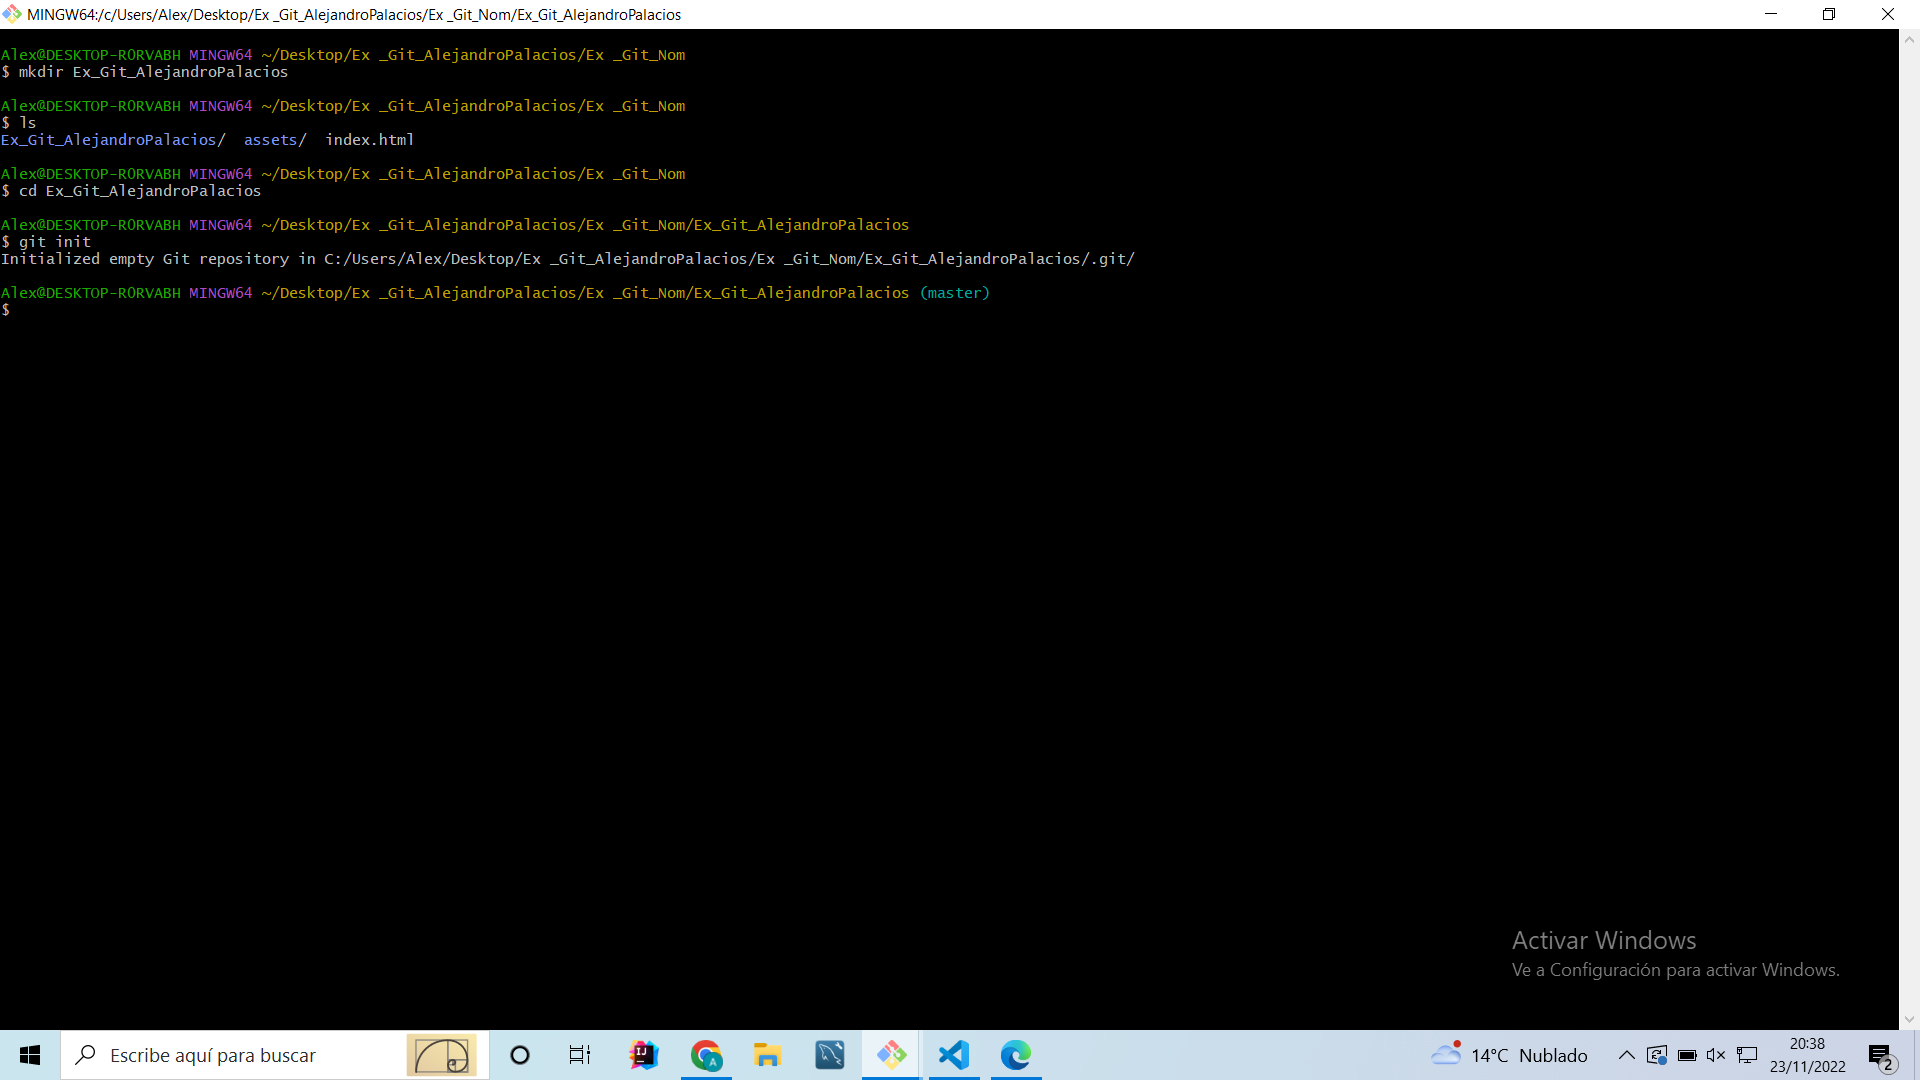 MINGW64:/c/Users/Alex/Desktop/Ex _Git_AlejandroPalacios/Ex _Git_Nom/Ex_Git_AlejandroPalacios
Alex@DESKTOP-RORVABH MINGW64 ~/Desktop/Ex _Git_AlejandroPalacios/Ex _Git_Nom
$ mkdir Ex_Git_AlejandroPalacios
Alex@DESKTOP-RORVABH MINGW64 ~/Desktop/Ex _Git_AlejandroPalacios/Ex _Git_Nom
$ ls
Ex_Git_AlejandroPalacios/  assets/  index.html
Alex@DESKTOP-RORVABH MINGW64 ~/Desktop/Ex _Git_AlejandroPalacios/Ex _Git_Nom
$ cd Ex_Git_AlejandroPalacios
Alex@DESKTOP-RORVABH MINGW64 ~/Desktop/Ex _Git_AlejandroPalacios/Ex _Git_Nom/Ex_Git_AlejandroPalacios
$ git init
Initialized empty Git repository in C:/Users/Alex/Desktop/Ex _Git_AlejandroPalacios/Ex _Git_Nom/Ex_Git_AlejandroPalacios/.git/
Alex@DESKTOP-RORVABH MINGW64 ~/Desktop/Ex _Git_AlejandroPalacios/Ex _Git_Nom/Ex_Git_AlejandroPalacios (master)
$
Activar Windows
Ve a Configuración para activar Windows.
Escribe aquí para buscar
IJ
A
14°C Nublado
20:38
23/11/2022
2